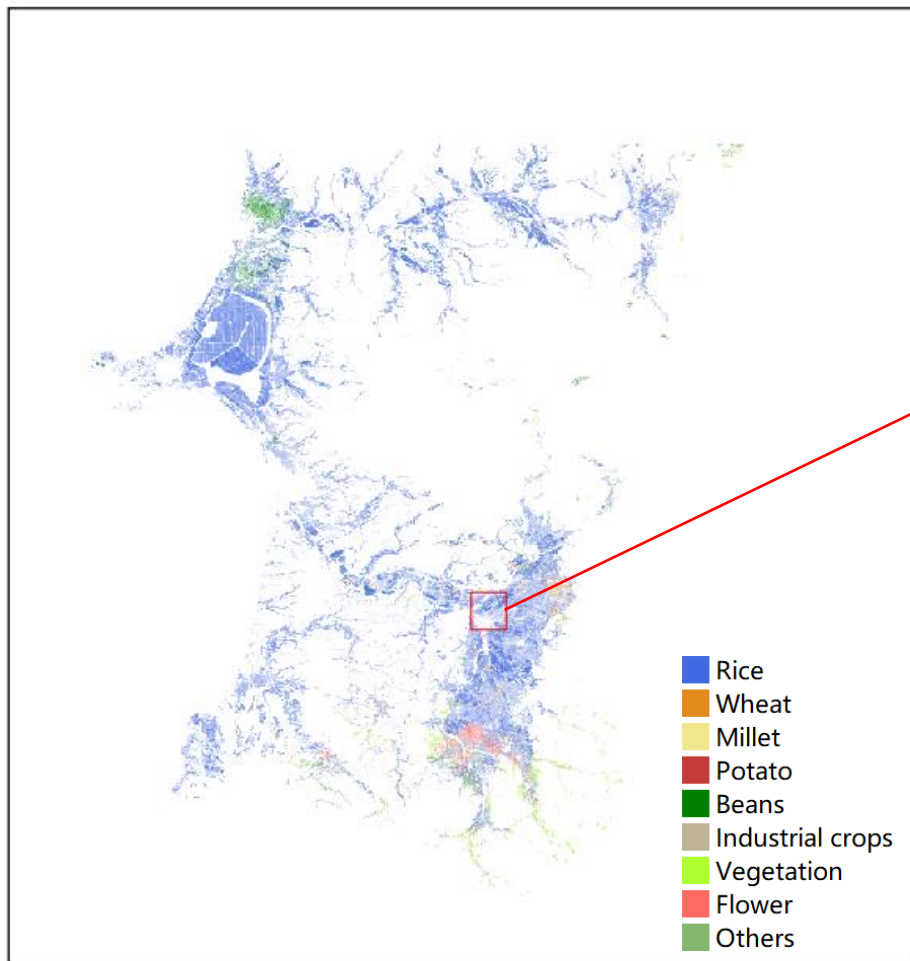 Rice
Wheat
Millet
Potato
Beans
Industrial crops
Vegetation
Flower
Others